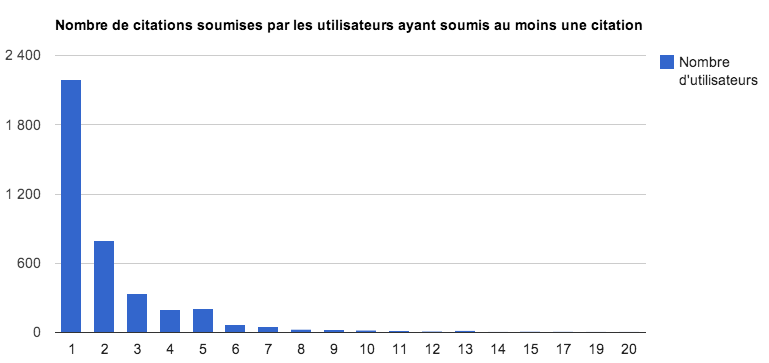 Nombre de citations soumises par les utilisateurs ayant soumis au moins une citation
2 400
1 800
1 200
600
0
1 2 3 4 5 6 7 8 9 10 11 12 13 14 15 17 19 20
Nombre
d'utilisateurs